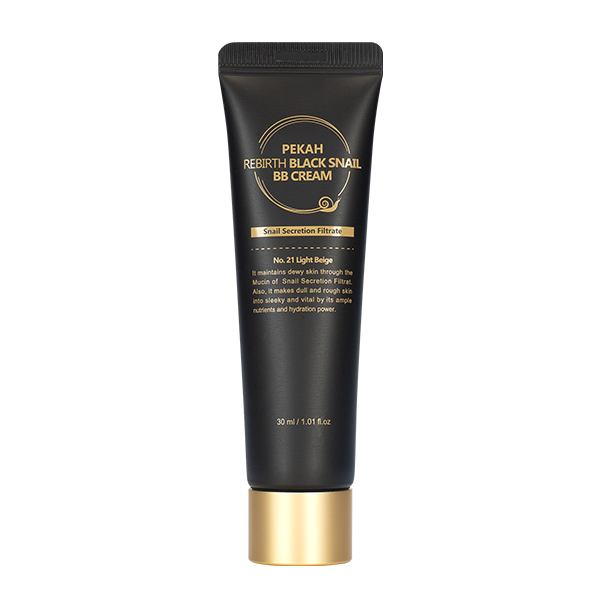 PEKAH
REBIRTH BLACK SNAIL
BB CREAM
Snail Secretion Filtrate
No. 21 Light Beige
It maintains dewy skin through the
Mucin of Snail Secretion Filtrat.
Also, it makes dull and rough skin
into sleeky and vital by its ample
nutrients and hydration power.
30 ml / 1.01 fl.oz